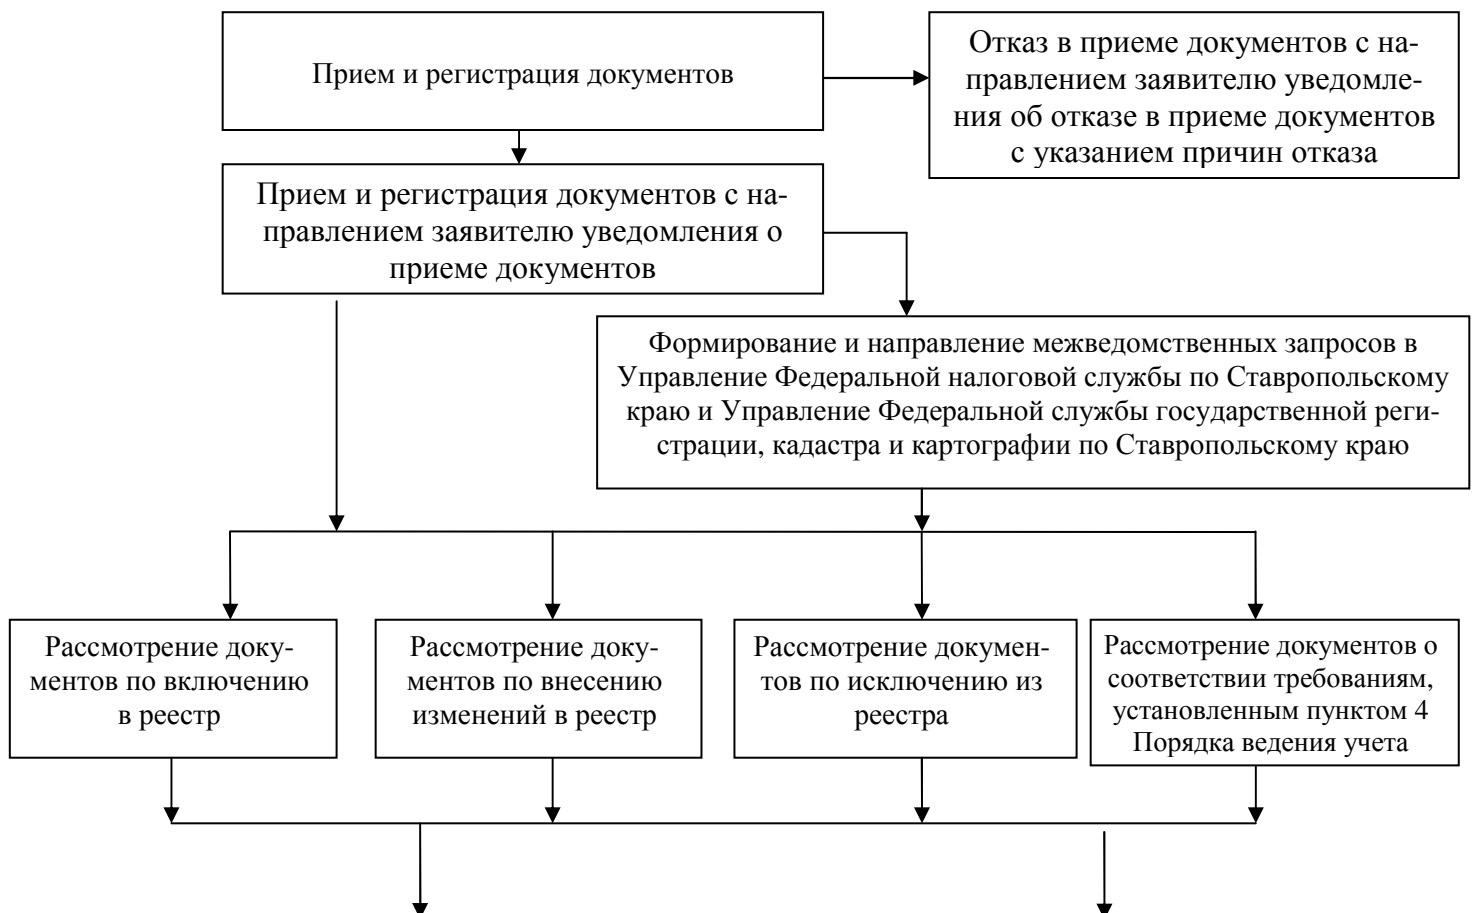 Прием и регистрация документов
Отказ в приеме документов с на-
правлением заявителю уведомле-
ния об отказе в приеме документов
с указанием причин отказа
Прием и регистрация документов с на-
правлением заявителю уведомления о
приеме документов
Формирование и направление межведомственных запросов в
Управление Федеральной налоговой службы по Ставропольскому
краю и Управление Федеральной службы государственной реги-
страции, кадастра и картографии по Ставропольскому краю
Рассмотрение доку-
ментов по включению
в реестр
Рассмотрение доку-
ментов по внесению
изменений в реестр
Рассмотрение докумен-
тов по исключению из
реестра
Рассмотрение документов о
соответствии требованиям,
установленным пунктом 4
Порядка ведения учета